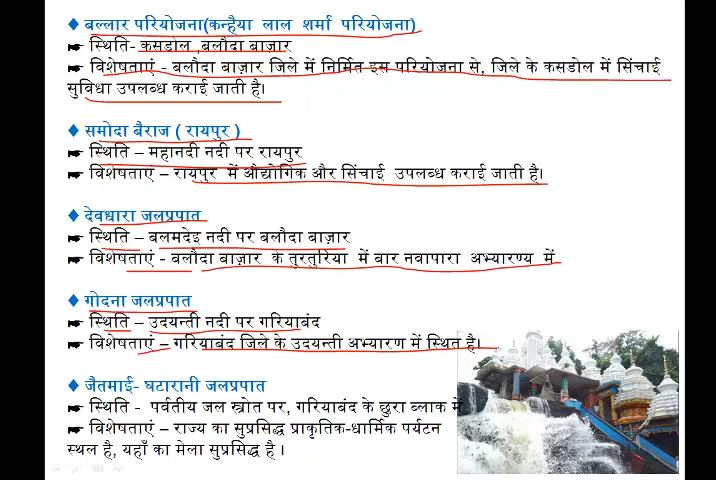 ♦ बल्लार परियोजना(कन्हैया लाल शर्मा परियोजना)
☛ स्थिति- कसडोल ,बलौदा बाज़ार
☛ विशेषताएं - बलौदा बाज़ार जिले में निर्मित इस परियोजना से, जिले के कसडोल में सिंचाई
सुविधा उपलब्ध कराई जाती है।
♦ समोदा बैराज ( रायपुर )
☛ स्थिति – महानदी नदी पर रायपुर
☛ विशेषताएं – रायपुर में औद्योगिक और सिंचाई उपलब्ध कराई जाती है।
♦ देवधारा जलप्रपात
☛ स्थिति – बलमदेइ नदी पर बलौदा बाज़ार
☛ विशेषताएं - बलौदा बाज़ार के तुरतुरिया में बार नवापारा अभ्यारण्य में
♦ गोदना जलप्रपात
☛ स्थिति – उदयन्ती नदी पर गरियाबंद
☛ विशेषताएं – गरियाबंद जिले के उदयन्ती अभ्यारण में स्थित है।
♦ जैतमाई- घटारानी जलप्रपात
☛ स्थिति - पर्वतीय जल स्त्रोत पर, गरियाबंद के छुरा ब्लाक में
☛ विशेषताएं – राज्य का सुप्रसिद्ध प्राकृतिक-धार्मिक पर्यटन
स्थल है, यहाँ का मेला सुप्रसिद्ध है ।